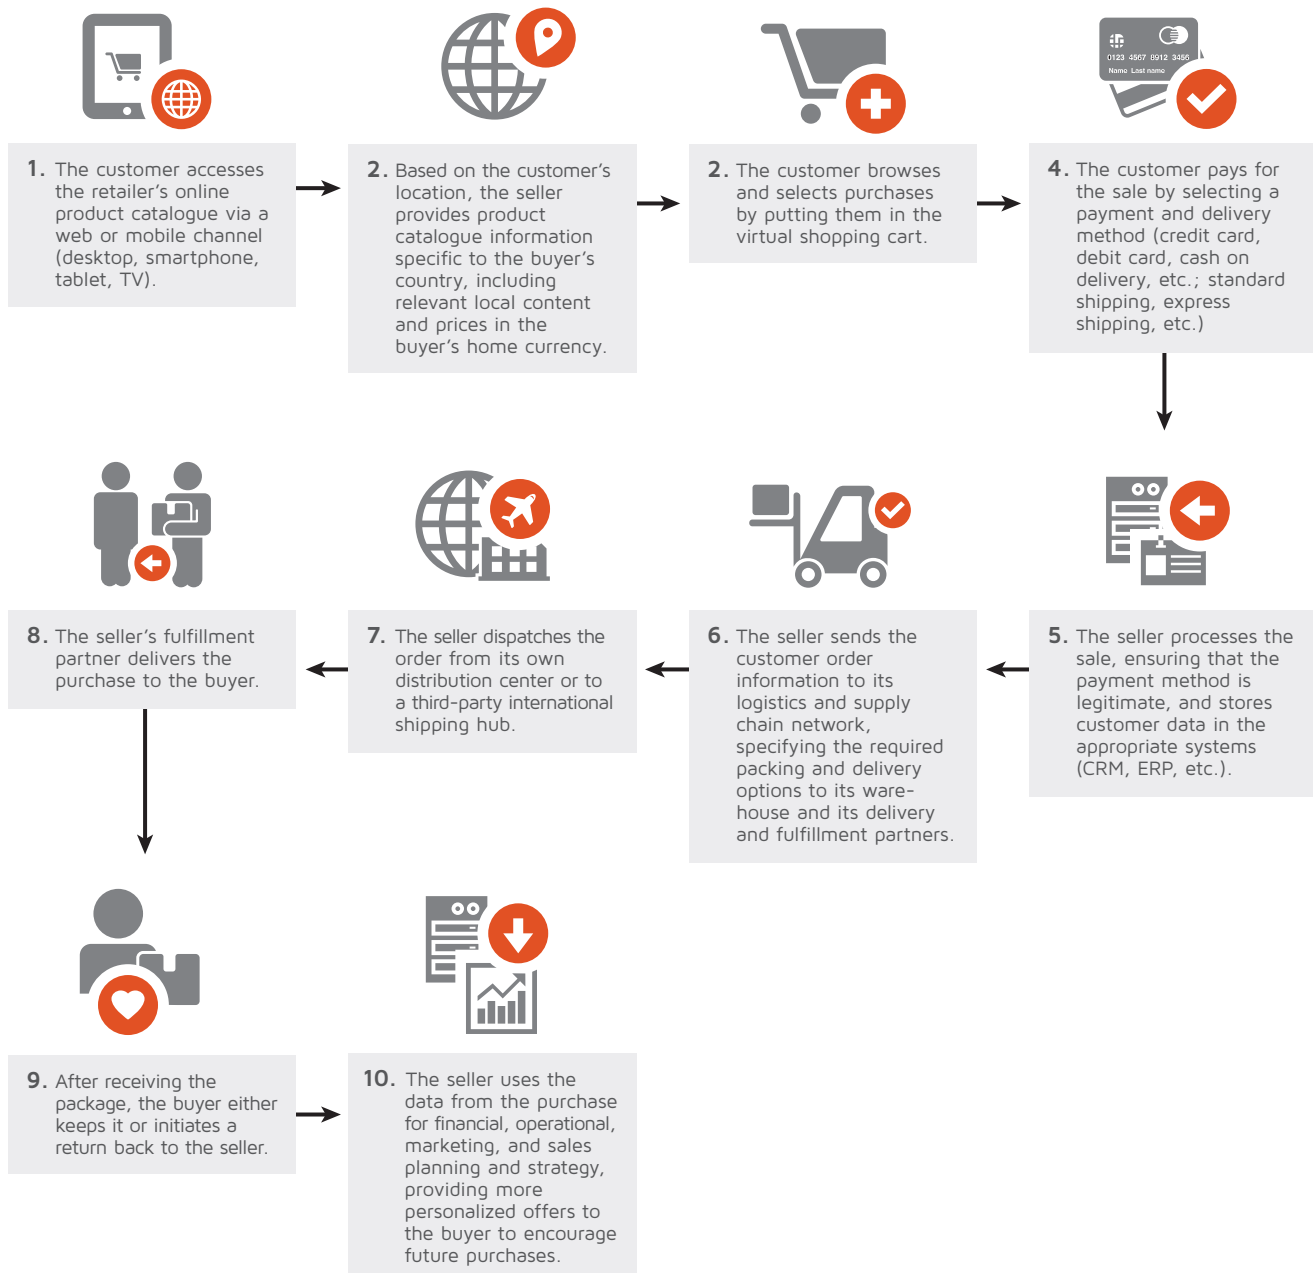 0123 4567 8912 3456
Name Last name
1. The customer accesses
the retailer's online
product catalogue via a
web or mobile channel
(desktop, smartphone,
tablet, TV).
2. Based on the customer's
location, the seller
provides product
catalogue information
specific to the buyer's
country, including
relevant local content
and prices in the
buyer's home currency.
2. The customer browses
and selects purchases
by putting them in the
virtual shopping cart.
4. The customer pays for
the sale by selecting a
payment and delivery
method (credit card,
debit card, cash on
delivery, etc.; standard
shipping, express
shipping, etc.)
5. The seller processes the
sale, ensuring that the
payment method is
legitimate, and stores
customer data in the
appropriate systems
(CRM, ERP, etc.).
6. The seller sends the
customer order
information to its
logistics and supply
chain network,
specifying the required
packing and delivery
options to its ware-
house and its delivery
and fulfillment partners.
7. The seller dispatches the
order from its own
distribution center or to
a third-party international
shipping hub.
8. The seller's fulfillment
partner delivers the
purchase to the buyer.
9. After receiving the
package, the buyer either
keeps it or initiates a
return back to the seller.
10. The seller uses the
data from the purchase
for financial, operational,
marketing, and sales
planning and strategy,
providing more
personalized offers to
the buyer to encourage
future purchases.